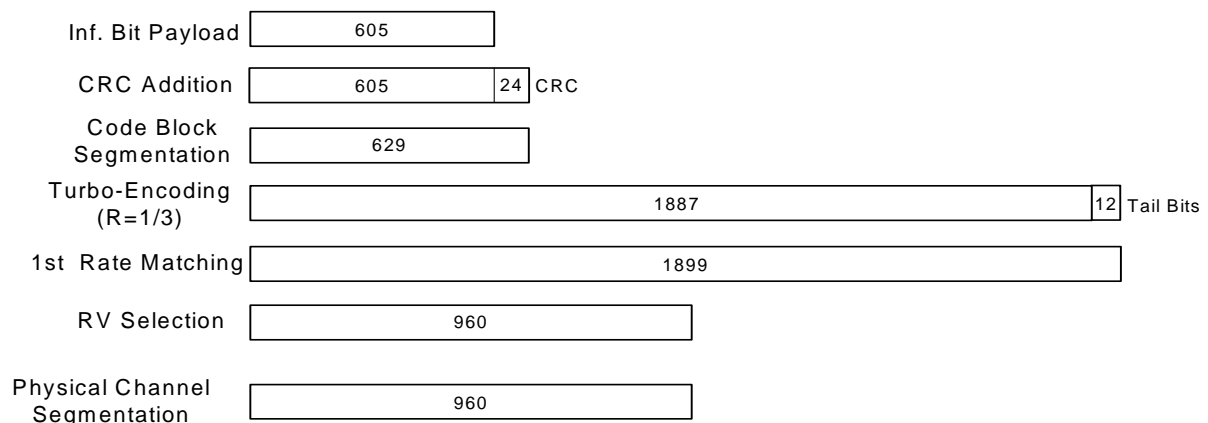 Inf. Bit Payload 605
CRC Addition 605 24 CRC
Code Block
Segmentation 629
Turbo-Encoding
(R=1/3) 1887 12 Tail Bits
1st Rate Matching 1899
RV Selection 960
Physical Channel
Segmentation 960